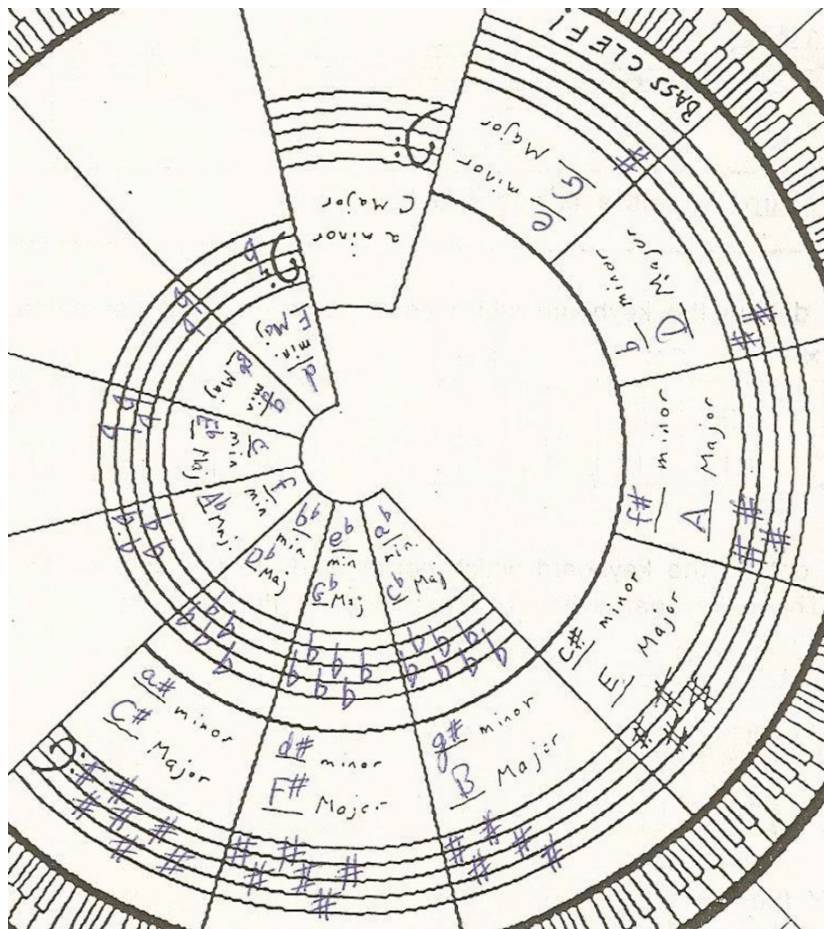 BASS CLEF!
C Major
a minor
G Major
e minor
D Major
b minor
A Major
f# minor
E Major
c# minor
B Major
g# minor
F# Major
d# minor
C# Major
a# minor
F Maj
d min.
B♭ Maj
g min
E♭ Maj
c min
A♭ Maj.
f min
D♭ Maj
b♭ min
G♭ Maj
e♭ min
C♭ Maj
a♭ min